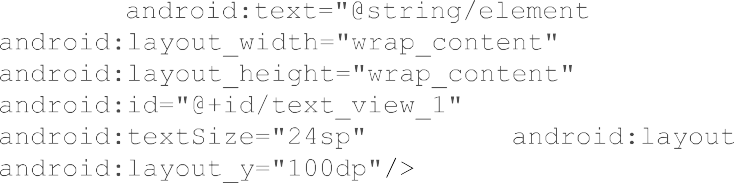 android:text="@string/element
android:layout_width="wrap_content"
android:layout_height="wrap_content"
android:id="@+id/text_view_1"
android:textSize="24sp" android:layout
android:layout_y="100dp"/>